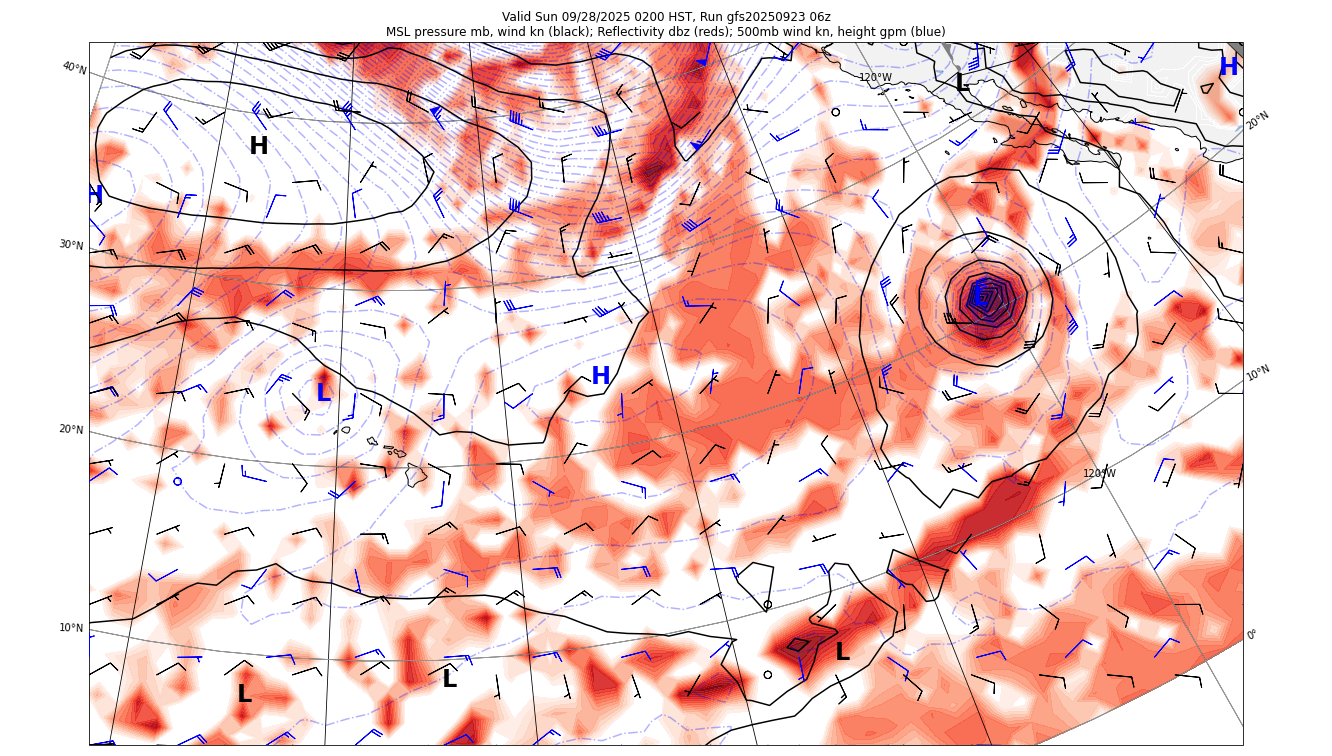 Valid Sun 09/28/2025 0200 HST, Run gfs20250923 06z
MSL pressure mb, wind kn (black); Reflectivity dbz (reds); 500mb wind kn, height gpm (blue)
40°N
120°W
L
H
20°N
H
H
30°N
L
10°N
H
L
20°N
120°W
10°N
0°
L
L
L